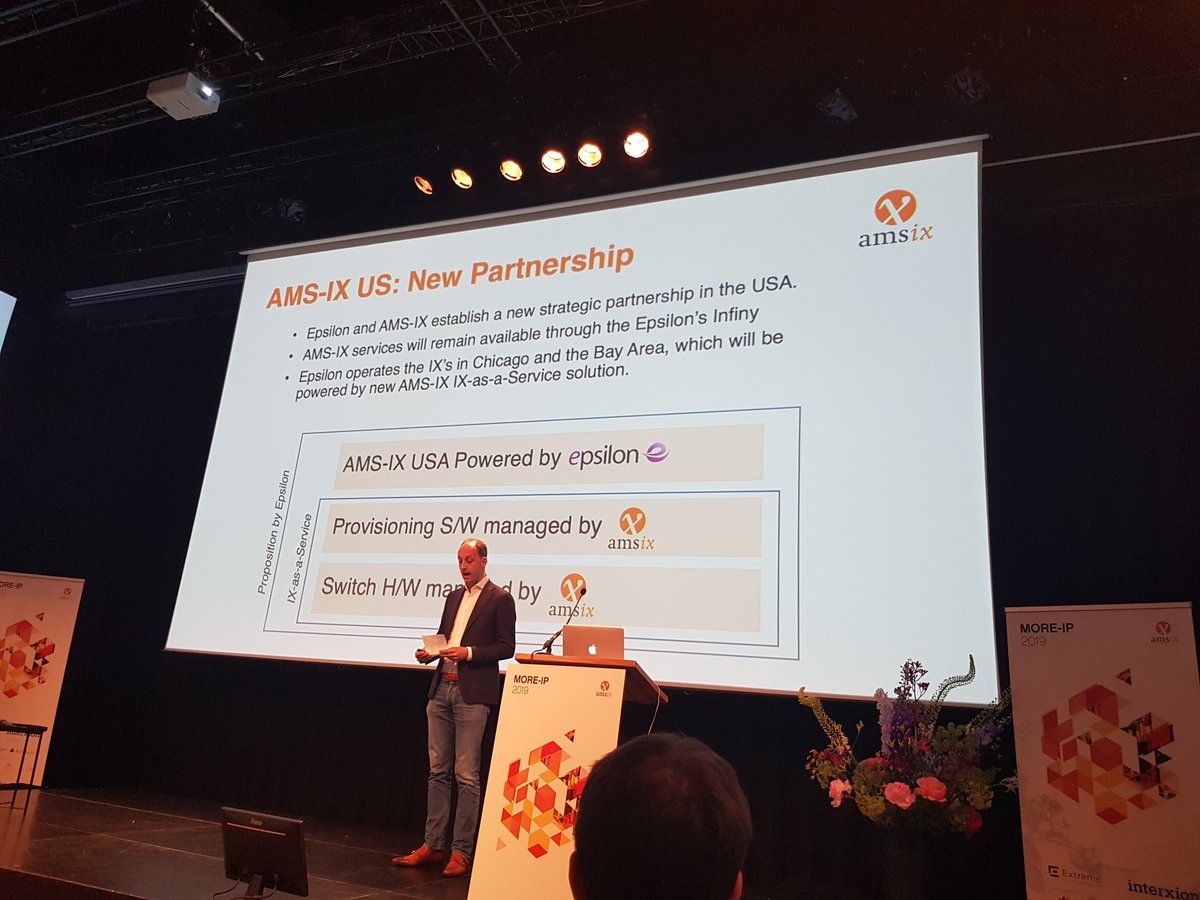 AMS-IX US: New Partnership
amsix
• Epsilon and AMS-IX establish a new strategic partnership in the USA.
• AMS-IX services will remain available through the Epsilon's Infiny
• Epsilon operates the IX's in Chicago and the Bay Area, which will be
powered by new AMS-IX IX-as-a-Service solution.
Proposition by Epsilon
IX-as-a-Service
AMS-IX USA Powered by epsilon
Provisioning S/W managed by amsix
Switch H/W by amsix
MORE-IP
MORE-IP
2019
amsix
MORE-IP
2019
amsix
Extreme
interxion